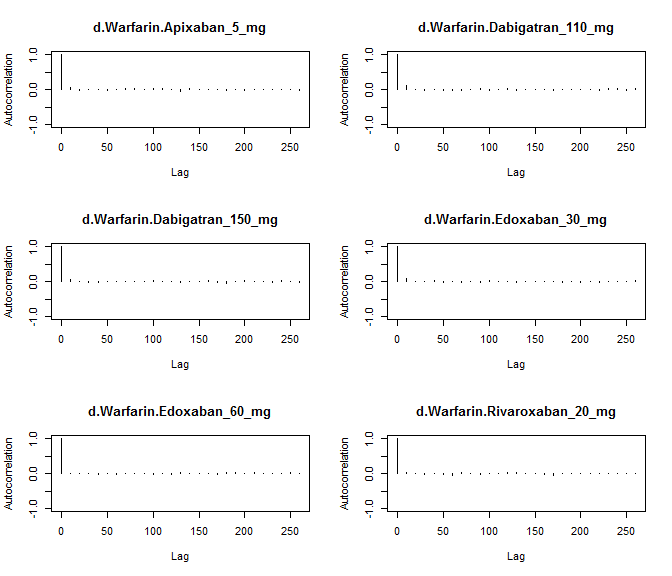 d.Warfarin.Apixaban_5_mg
Autocorrelation
1.0
0.0
-1.0
0 50 100 150 200 250
Lag
d.Warfarin.Dabigatran_110_mg
Autocorrelation
1.0
0.0
-1.0
0 50 100 150 200 250
Lag
d.Warfarin.Dabigatran_150_mg
Autocorrelation
1.0
0.0
-1.0
0 50 100 150 200 250
Lag
d.Warfarin.Edoxaban_30_mg
Autocorrelation
1.0
0.0
-1.0
0 50 100 150 200 250
Lag
d.Warfarin.Edoxaban_60_mg
Autocorrelation
1.0
0.0
-1.0
0 50 100 150 200 250
Lag
d.Warfarin.Rivaroxaban_20_mg
Autocorrelation
1.0
0.0
-1.0
0 50 100 150 200 250
Lag